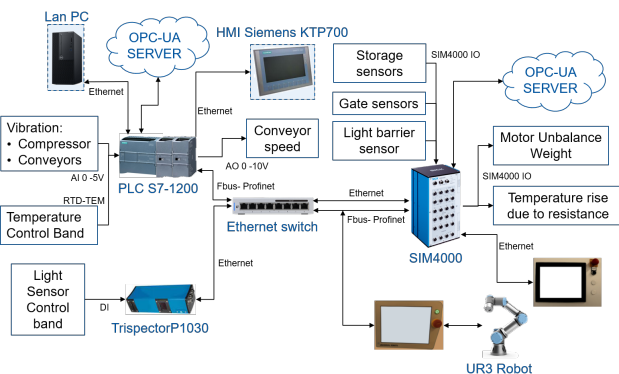 Lan PC
OPC-UA
SERVER
HMI Siemens KTP700
Storage
sensors
SIM4000 IO
OPC-UA
SERVER
Ethernet
Ethernet
Gate sensors
Vibration:
• Compressor
• Conveyors
Conveyor
speed
Light barrier
sensor
Motor Unbalance
Weight
AI 0 -5V
PLC S7-1200
AO 0 -10V
SIM4000 IO
Fbus- Profinet
Ethernet
RTD-TEM
Temperature
Control Band
Temperature rise
due to resistance
Ethernet switch
Fbus- Profinet
Ethernet
SIM4000
Ethernet
Light
Sensor
Control
band
DI
TrispectorP1030
UR3 Robot